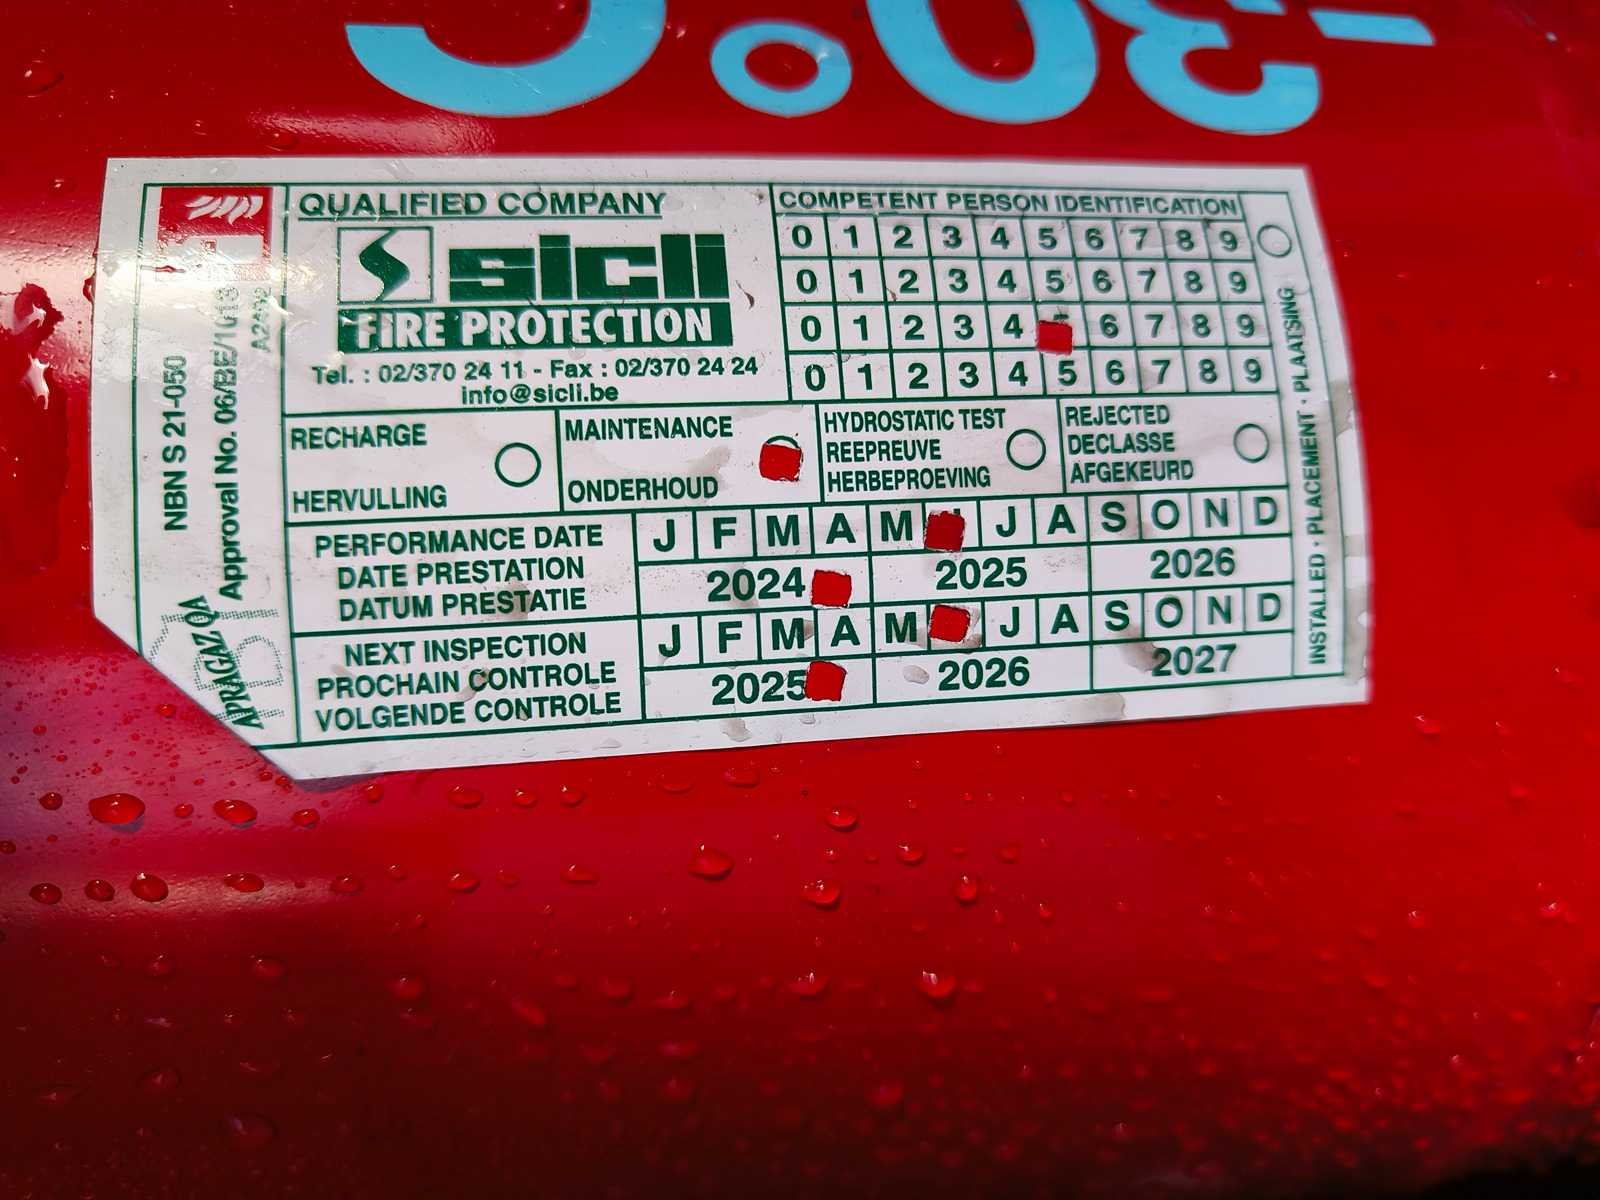 -30°C
QUALIFIED COMPANY
sicli
FIRE PROTECTION
Tel. : 02/370 24 11 - Fax : 02/370 24 24
info@sicli.be
COMPETENT PERSON IDENTIFICATION
0 1 2 3 4 5 6 7 8 9
0 1 2 3 4 5 6 7 8 9
0 1 2 3 4 6 7 8 9
0 1 2 3 4 5 6 7 8 9
RECHARGE
HERVULLING
MAINTENANCE
ONDERHOUD
HYDROSTATIC TEST
REEPREUVE
HERBEPROEVING
REJECTED
DECLASSE
AFGEKEURD
PERFORMANCE DATE
DATE PRESTATION
DATUM PRESTATIE
J F M A M J A S O N D
2024 2025 2026
NEXT INSPECTION
PROCHAIN CONTROLE
VOLGENDE CONTROLE
J F M A M J A S O N D
2025 2026 2027
NBN S 21-050
Approval No. 06/BE/1013
APRAGAZ QA
INSTALLED · PLACEMENT · PLAATSING